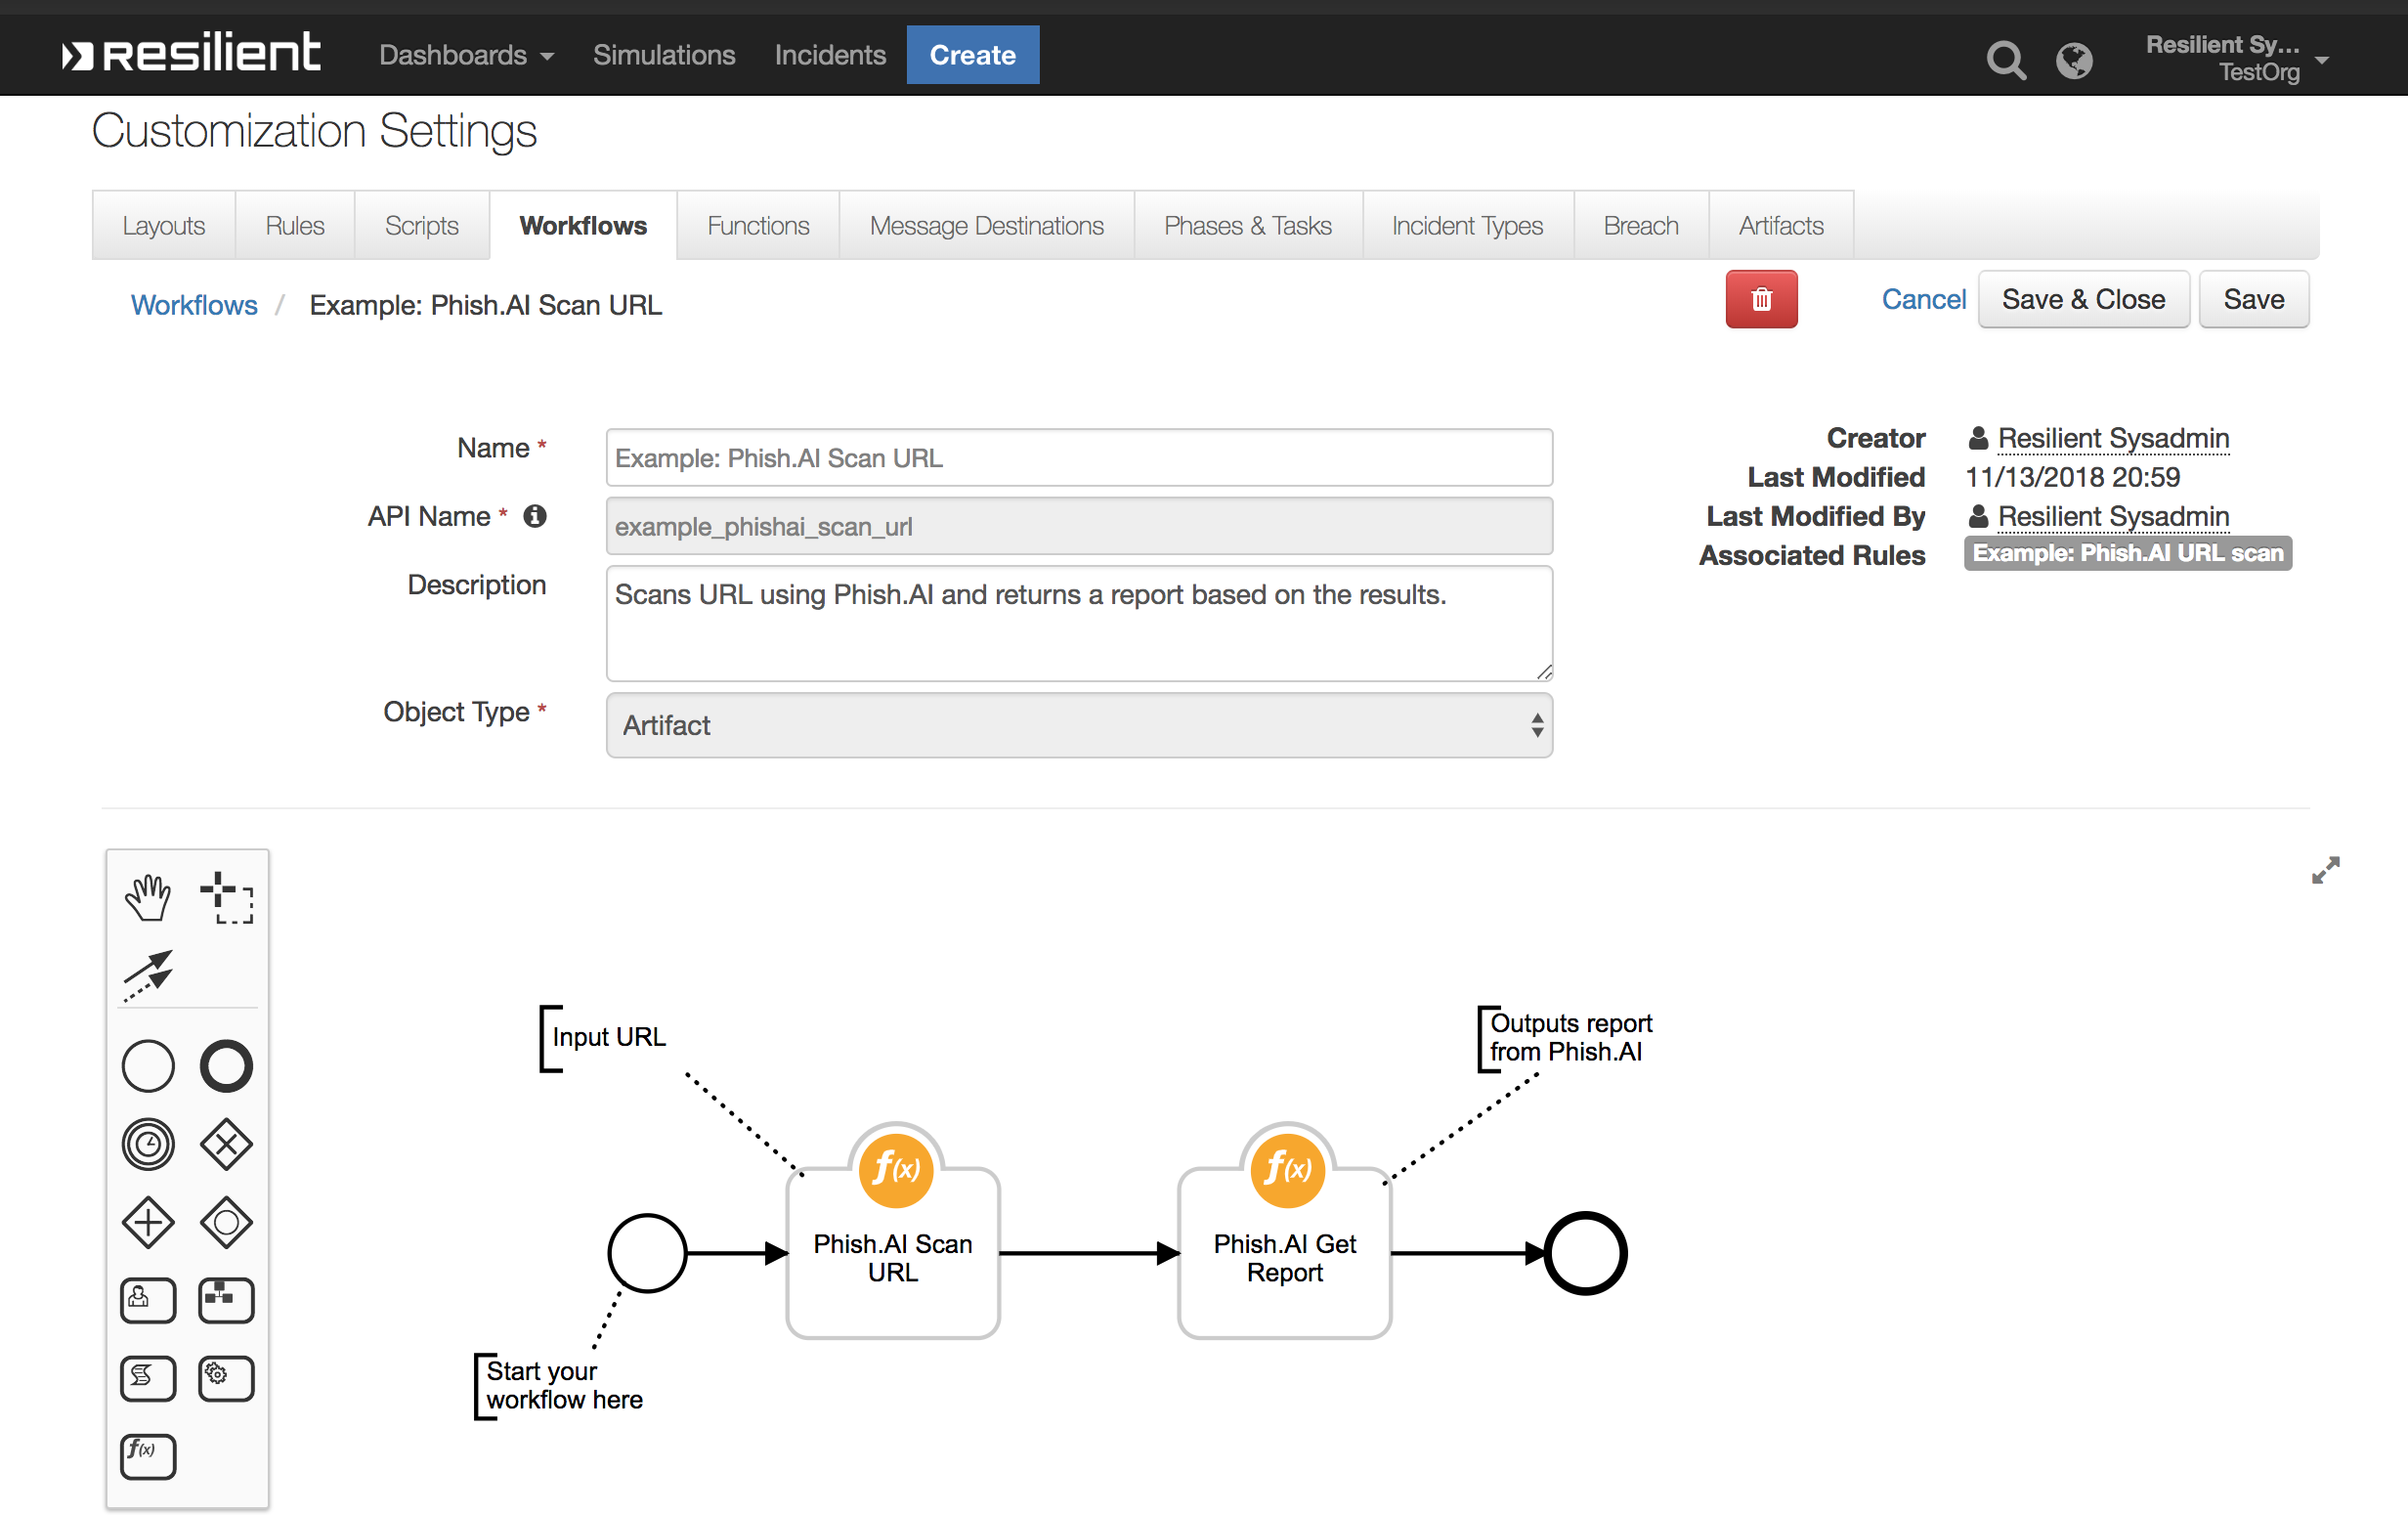 Resilient
Dashboards
Simulations
Incidents
Create
Resilient Sy...
TestOrg
Customization Settings
Layouts
Rules
Scripts
Workflows
Functions
Message Destinations
Phases & Tasks
Incident Types
Breach
Artifacts
Workflows / Example: Phish.AI Scan URL
Cancel
Save & Close
Save
Name *
Example: Phish.AI Scan URL
API Name *
example_phishai_scan_url
Description
Scans URL using Phish.AI and returns a report based on the results.
Object Type *
Artifact
Creator
Resilient Sysadmin
Last Modified
11/13/2018 20:59
Last Modified By
Resilient Sysadmin
Associated Rules
Example: Phish.AI URL scan
Input URL
Outputs report
from Phish.AI
f(x)
Phish.AI Scan
URL
f(x)
Phish.AI Get
Report
Start your
workflow here
f(x)